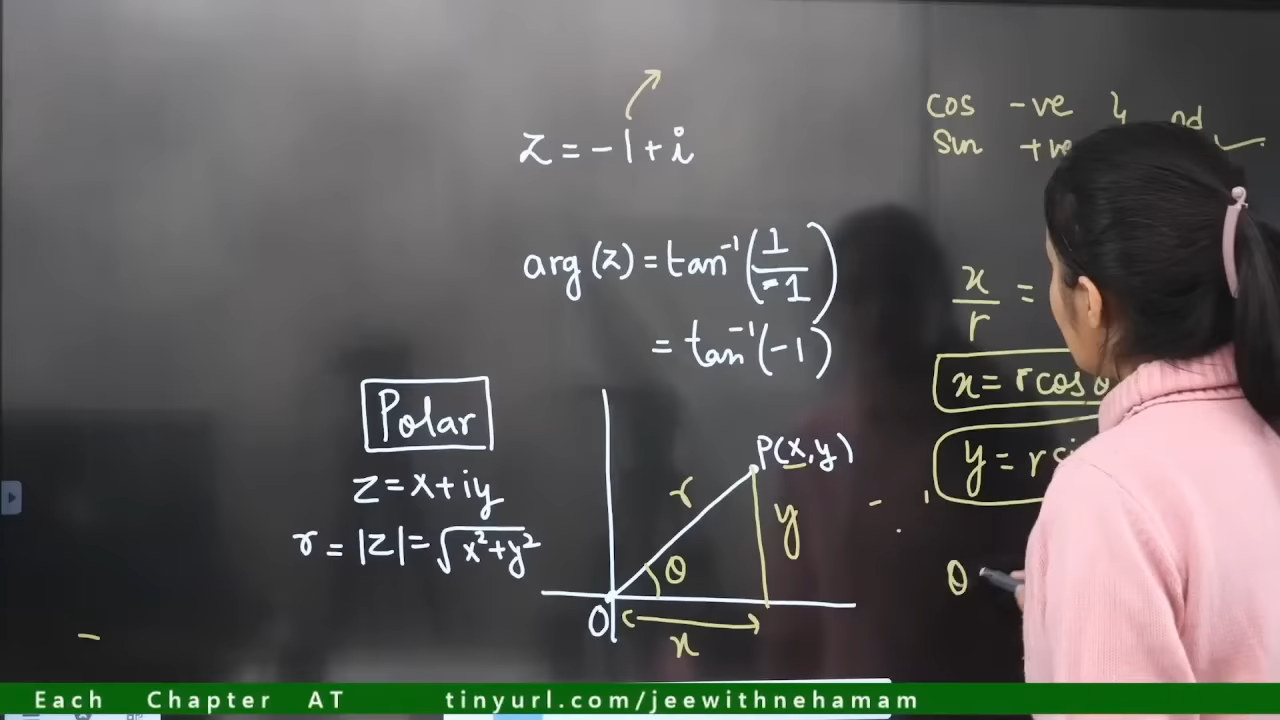 z = -1 + i
arg (z) = tan⁻¹(1/-1)
= tan⁻¹(-1)
Polar
z = x + iy
r = |z| = √x² + y²
P(x, y)
r
y
θ
O
x
cos -ve
Sin +ve
nd
x/r =
x = r cos θ
y = r
θ
Each Chapter AT tinyurl.com/jeewithnehamam